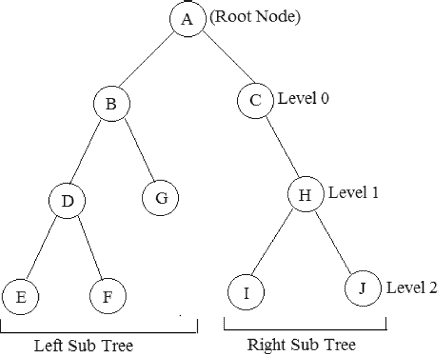 A (Root Node)
B C Level 0
D G H Level 1
E F I J Level 2
Left Sub Tree Right Sub Tree